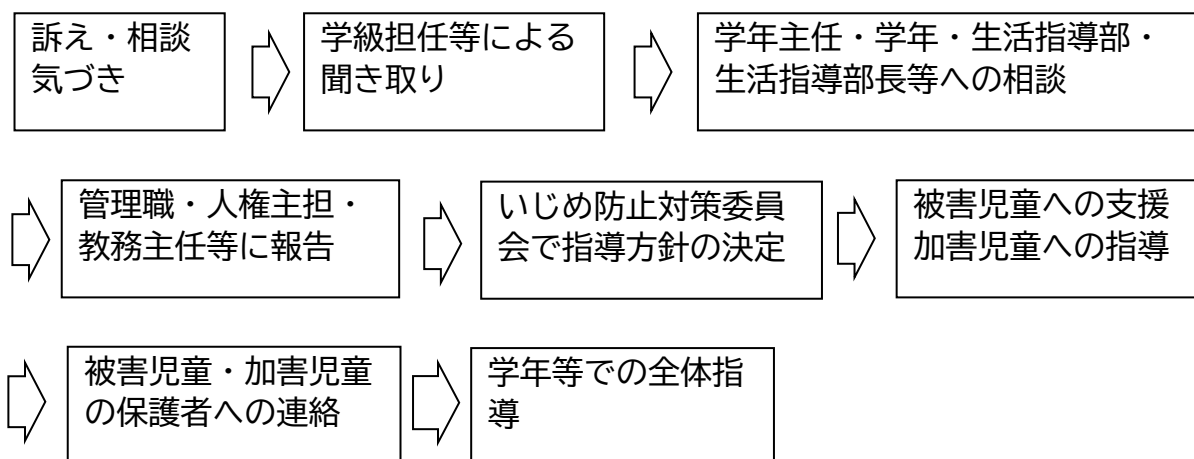 訴え・相談
気づき
学級担任等による
聞き取り
学年主任・学年・生活指導部・
生活指導部長等への相談
管理職・人権主担・
教務主任等に報告
いじめ防止対策委員
会で指導方針の決定
被害児童への支援
加害児童への指導
被害児童・加害児童
の保護者への連絡
学年等での全体指
導